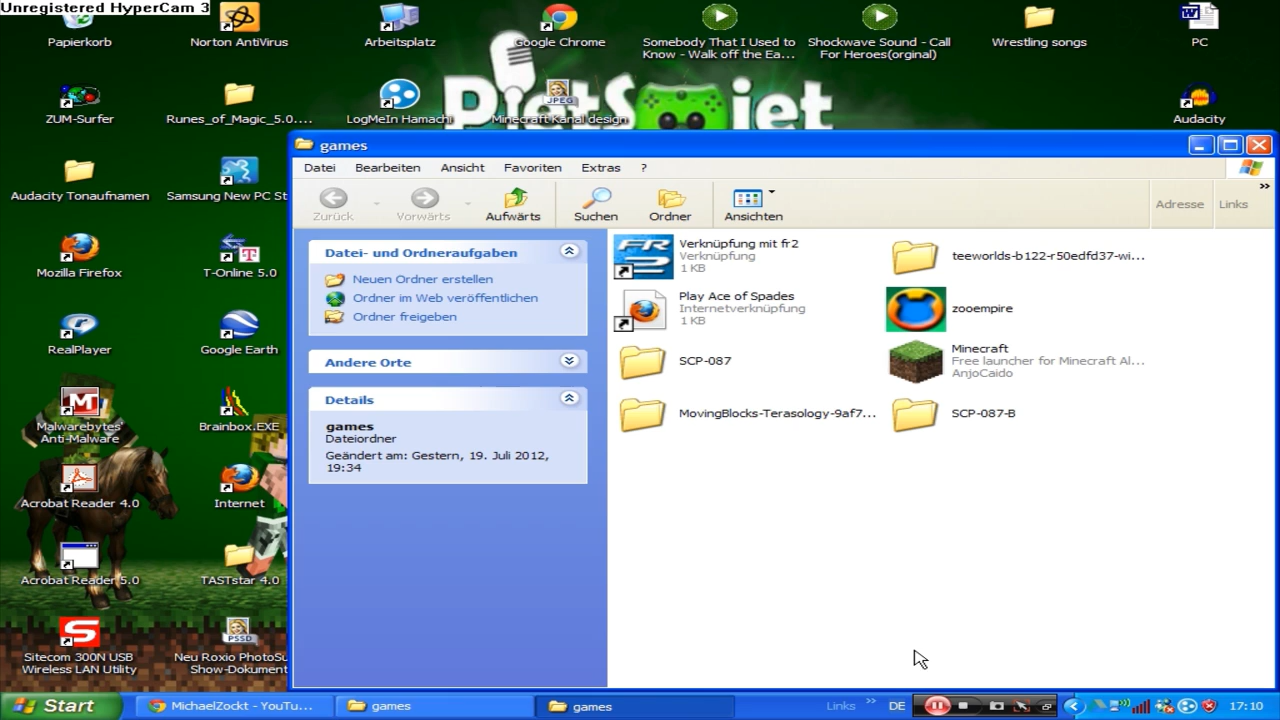 Unregistered HyperCam 3
Papierkorb
Norton AntiVirus
Arbeitsplatz
Google Chrome
Somebody That I Used to
Know - Walk off the Ea...
Shockwave Sound - Call
For Heroes(orginal)
Wrestling songs
PC
ZUM-Surfer
Runes_of_Magic_5.0....
LogMeIn Hamachi
JPEG
Minecraft Kanal design
Audacity
Audacity Tonaufnamen
Samsung New PC St
Mozilla Firefox
T-Online 5.0
RealPlayer
Google Earth
Malwarebytes'
Anti-Malware
Brainbox.EXE
Acrobat Reader 4.0
Internet
Acrobat Reader 5.0
TASTstar 4.0
Sitecom 300N USB
Wireless LAN Utility
PSSD
Neu Roxio PhotoSu
Show-Dokument
games
Datei
Bearbeiten
Ansicht
Favoriten
Extras
?
Zurück
Vorwärts
Aufwärts
Suchen
Ordner
Ansichten
Adresse
Links
Datei- und Ordneraufgaben
Neuen Ordner erstellen
Ordner im Web veröffentlichen
Ordner freigeben
Andere Orte
Details
games
Dateiordner
Geändert am: Gestern, 19. Juli 2012,
19:34
Verknüpfung mit fr2
Verknüpfung
1 KB
teeworlds-b122-r50edfd37-wi...
Play Ace of Spades
Internetverknüpfung
1 KB
zooempire
SCP-087
Minecraft
Free launcher for Minecraft Al...
AnjoCaido
MovingBlocks-Terasology-9af7...
SCP-087-B
Start
MichaelZockt - YouTu...
games
games
Links
DE
17:10